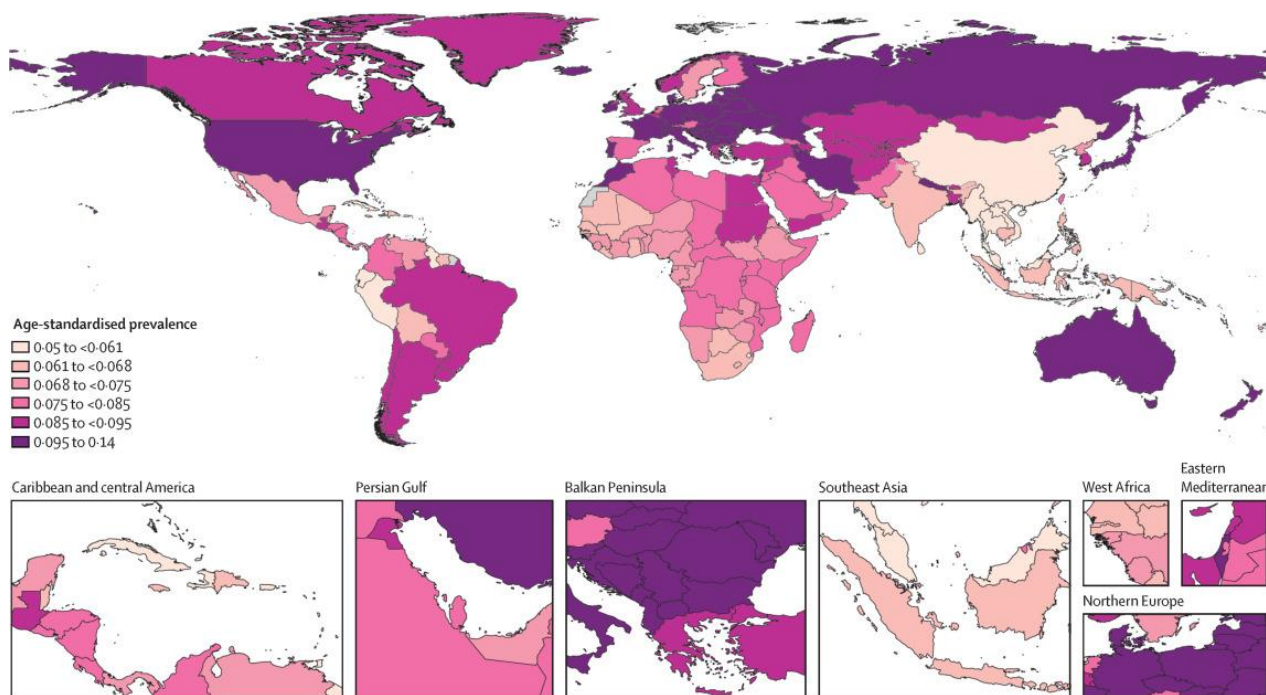 Age-standardised prevalence
0·05 to <0·061
0·061 to <0·068
0·068 to <0·075
0·075 to <0·085
0·085 to <0·095
0·095 to 0·14
Caribbean and central America
Persian Gulf
Balkan Peninsula
Southeast Asia
West Africa
Eastern
Mediterranean
Northern Europe